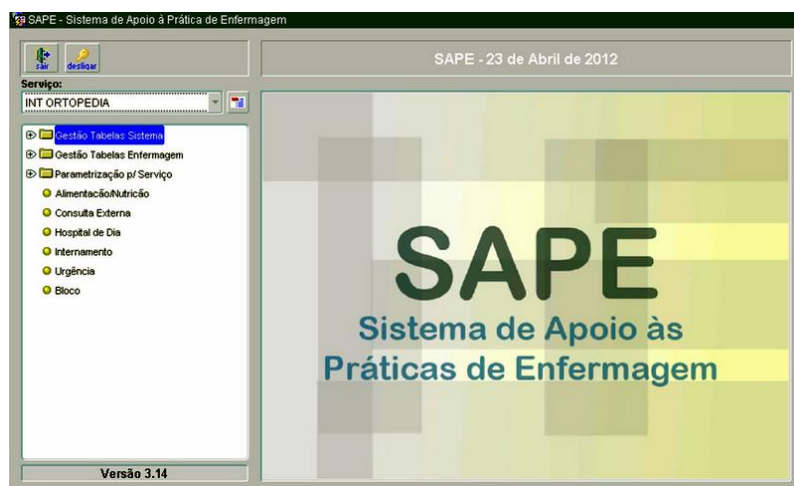 SAPE - Sistema de Apoio á Prática de Enfermagem
sair
desligar
SAPE - 23 de Abril de 2012
Serviço:
INT ORTOPEDIA
Gestão Tabelas Sistema
Gestão Tabelas Enfermagem
Parametrização p/ Serviço
Alimentacão/Nutricão
Consulta Externa
Hospital de Dia
Internamento
Urgência
Bloco
SAPE
Sistema de Apoio às
Práticas de Enfermagem
Versão 3.14